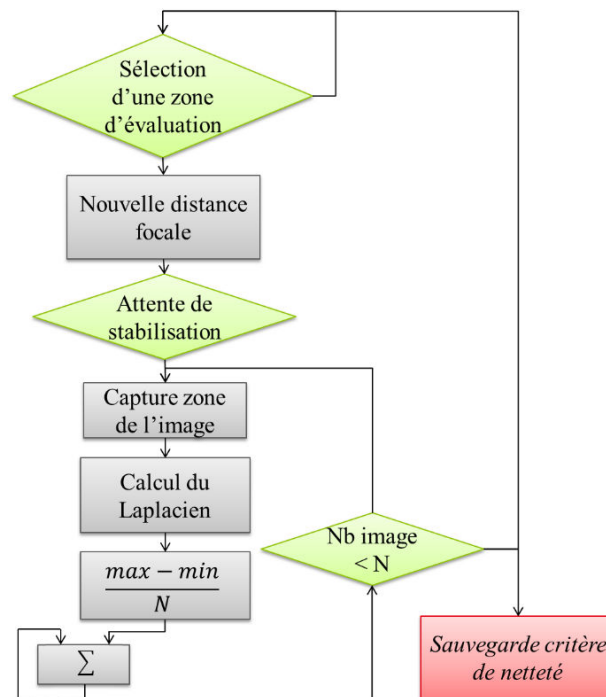 Sélection
d'une zone
d'évaluation
Nouvelle distance
focale
Attente de
stabilisation
Capture zone
de l'image
Calcul du
Laplacien
max − min
N
∑
Nb image
< N
Sauvegarde critère
de netteté